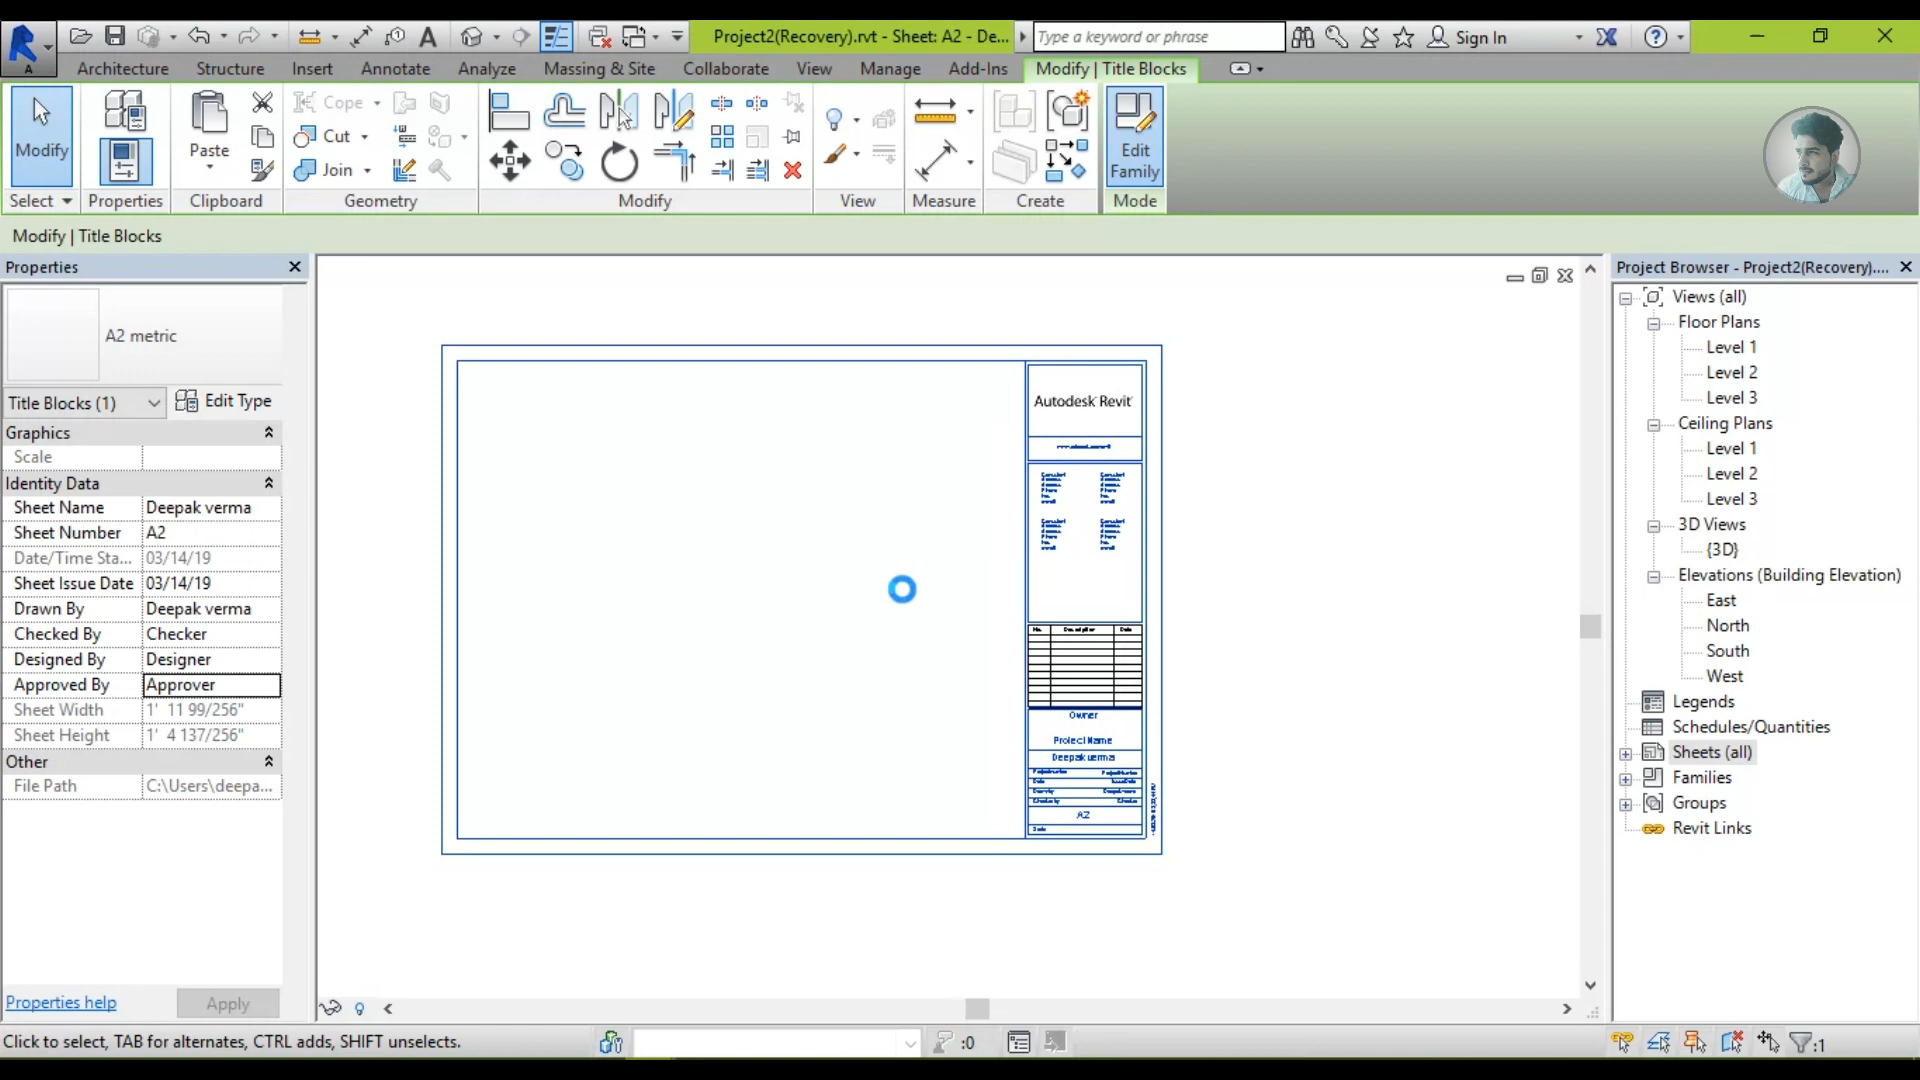 Project2(Recovery).rvt - Sheet: A2 - De...
Type a keyword or phrase
Sign In
A
Architecture
Structure
Insert
Annotate
Analyze
Massing & Site
Collaborate
View
Manage
Add-Ins
Modify | Title Blocks
Modify
Paste
Cope
Cut
Join
Edit
Family
Select
Properties
Clipboard
Geometry
Modify
View
Measure
Create
Mode
Modify | Title Blocks
Properties
A2 metric
Title Blocks (1)
Edit Type
Graphics
Scale
Identity Data
Sheet Name Deepak verma
Sheet Number A2
Date/Time Sta... 03/14/19
Sheet Issue Date 03/14/19
Drawn By Deepak verma
Checked By Checker
Designed By Designer
Approved By Approver
Sheet Width 1' 11 99/256"
Sheet Height 1' 4 137/256"
Other
File Path C:\Users\deepa...
Properties help
Apply
Autodesk Revit
No. Description Date
Owner
Project Name
Deepak verma
Checker
A2
Scale
Project Browser - Project2(Recovery)....
Views (all)
Floor Plans
Level 1
Level 2
Level 3
Ceiling Plans
Level 1
Level 2
Level 3
3D Views
{3D}
Elevations (Building Elevation)
East
North
South
West
Legends
Schedules/Quantities
Sheets (all)
Families
Groups
Revit Links
Click to select, TAB for alternates, CTRL adds, SHIFT unselects.
:0
:1